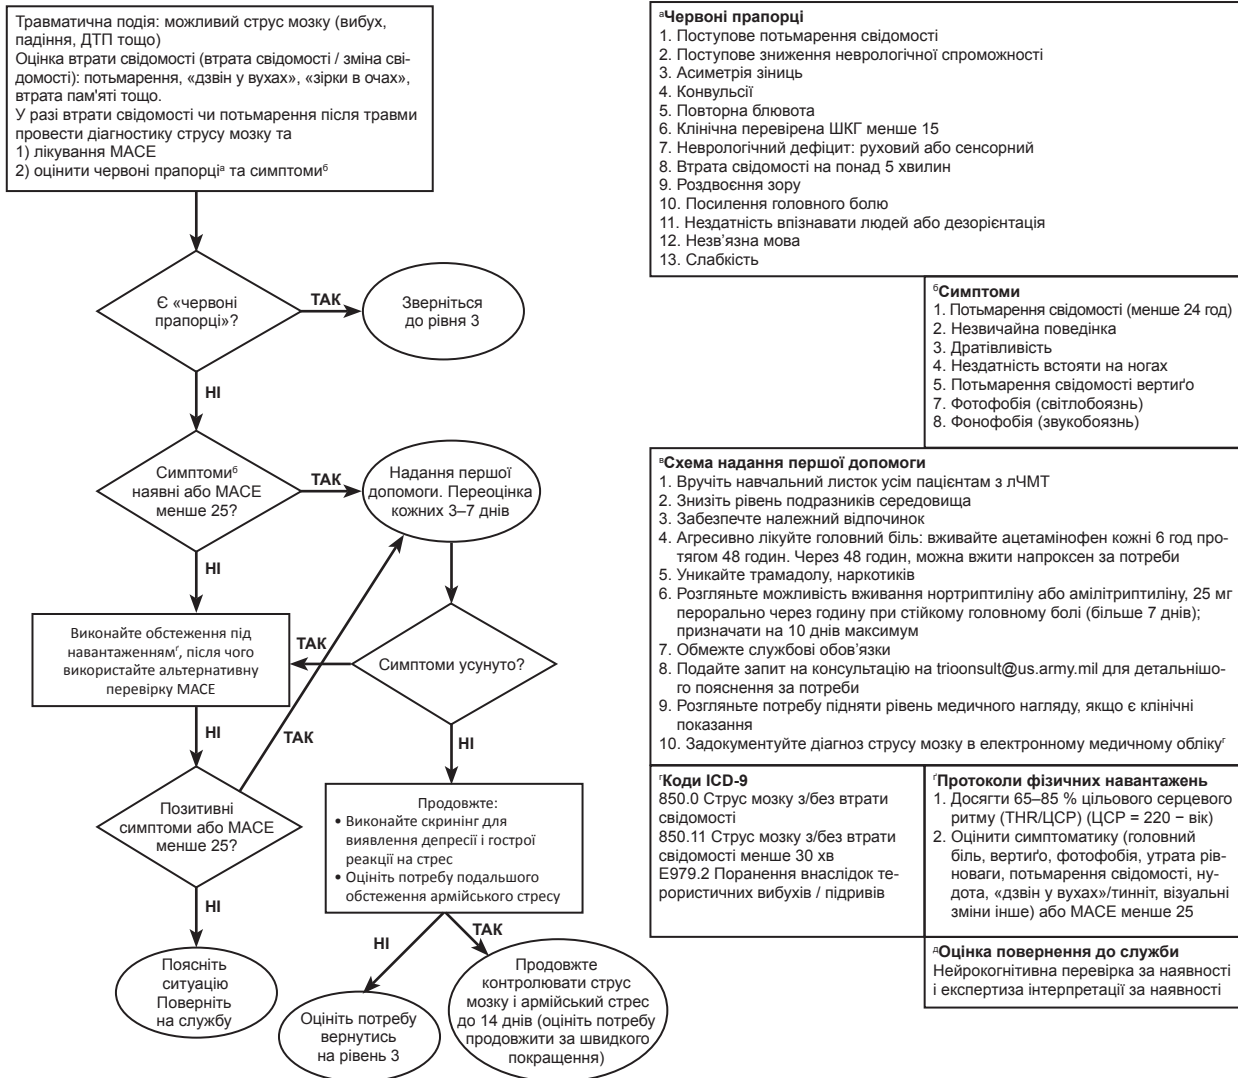 Травматична подія: можливий струс мозку (вибух,
падіння, ДТП тощо)
Оцінка втрати свідомості (втрата свідомості / зміна сві-
домості): потьмарення, «дзвін у вухах», «зірки в очах»,
втрата пам'яті тощо.
У разі втрати свідомості чи потьмарення після травми
провести діагностику струсу мозку та
1) лікування MACE
2) оцінити червоні прапорціᵃ та симптомиᵇ
Є «червоні
прапорці»?
ТАК
Зверніться
до рівня 3
НІ
Симптомиᵇ
наявні або MACE
менше 25?
ТАК
Надання першої
допомоги. Переоцінка
кожних 3–7 днів
НІ
Виконайте обстеження під
навантаженнямґ, після чого
використайте альтернативну
перевірку MACE
ТАК
Симптоми усунуто?
НІ
ТАК
НІ
Позитивні
симптоми або MACE
менше 25?
Продовжте:
• Виконайте скринінг для
виявлення депресії і гострої
реакції на стрес
• Оцініть потребу подальшого
обстеження армійського стресу
НІ
НІ
ТАК
Поясніть
ситуацію
Поверніть
на службу
Оцініть потребу
вернутись
на рівень 3
Продовжте
контролювати струс
мозку і армійський стрес
до 14 днів (оцініть потребу
продовжити за швидкого
покращення)
ᵃЧервоні прапорці
1. Поступове потьмарення свідомості
2. Поступове зниження неврологічної спроможності
3. Асиметрія зіниць
4. Конвульсії
5. Повторна блювота
6. Клінічна перевірена ШКГ менше 15
7. Неврологічний дефіцит: руховий або сенсорний
8. Втрата свідомості на понад 5 хвилин
9. Роздвоєння зору
10. Посилення головного болю
11. Нездатність впізнавати людей або дезорієнтація
12. Незв’язна мова
13. Слабкість
бСимптоми
1. Потьмарення свідомості (менше 24 год)
2. Незвичайна поведінка
3. Дратівливість
4. Нездатність встояти на ногах
5. Потьмарення свідомості вертиґо
7. Фотофобія (світлобоязнь)
8. Фонофобія (звукобоязнь)
вСхема надання першої допомоги
1. Вручіть навчальний листок усім пацієнтам з лЧМТ
2. Знизіть рівень подразників середовища
3. Забезпечте належний відпочинок
4. Агресивно лікуйте головний біль: вживайте ацетамінофен кожні 6 год про-
тягом 48 годин. Через 48 годин, можна вжити напроксен за потреби
5. Уникайте трамадолу, наркотиків
6. Розгляньте можливість вживання нортриптиліну або амілітриптиліну, 25 мг
перорально через годину при стійкому головному болі (більше 7 днів);
призначати на 10 днів максимум
7. Обмежте службові обов’язки
8. Подайте запит на консультацію на trioonsult@us.army.mil для детальнішо-
го пояснення за потреби
9. Розгляньте потребу підняти рівень медичного нагляду, якщо є клінічні
показання
10. Задокументуйте діагноз струсу мозку в електронному медичному облікуг
гКоди ICD-9
850.0 Струс мозку з/без втрати
свідомості
850.11 Струс мозку з/без втрати
свідомості менше 30 хв
E979.2 Поранення внаслідок те-
рористичних вибухів / підривів
ґПротоколи фізичних навантажень
1. Досягти 65–85 % цільового серцевого
ритму (THR/ЦСР) (ЦСР = 220 − вік)
2. Оцінити симптоматику (головний
біль, вертиґо, фотофобія, утрата рів-
новаги, потьмарення свідомості, ну-
дота, «дзвін у вухах»/тинніт, візуальні
зміни інше) або MACE менше 25
дОцінка повернення до служби
Нейрокогнітивна перевірка за наявності
і експертиза інтерпретації за наявності